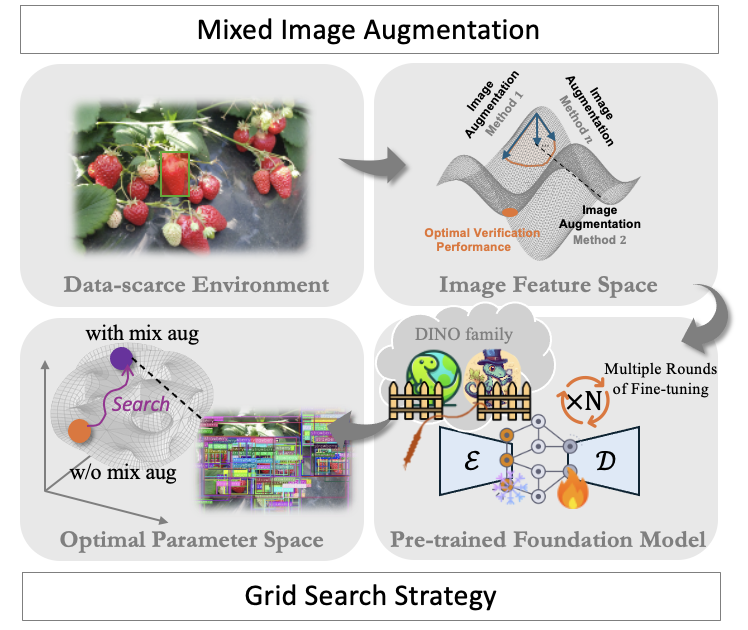 Mixed Image Augmentation
Data-scarce Environment
Image
Augmentation
Method 1
Image
Augmentation
Method n
Image
Augmentation
Method 2
Optimal Verification
Performance
Image Feature Space
with mix aug
Search
w/o mix aug
Optimal Parameter Space
DINO family
Multiple Rounds
of Fine-tuning
×N
ℰ
𝒟
Pre-trained Foundation Model
Grid Search Strategy